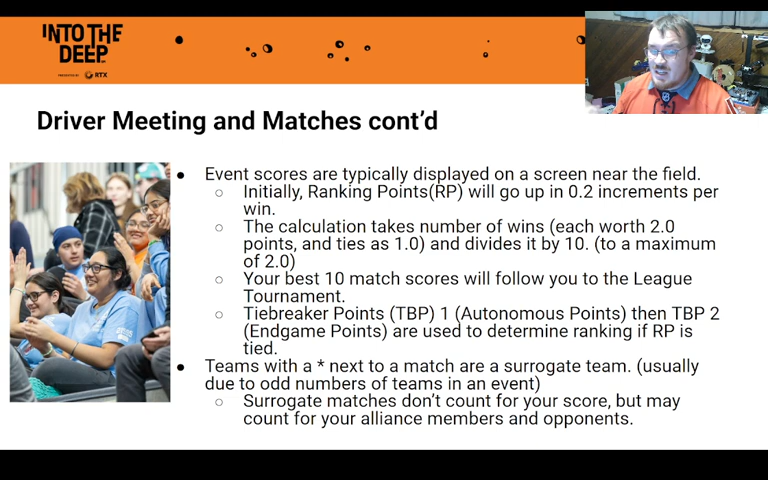 INTO THE
DEEP
PRESENTED BY RTX
Driver Meeting and Matches cont'd
● Event scores are typically displayed on a screen near the field.
○ Initially, Ranking Points(RP) will go up in 0.2 increments per
win.
○ The calculation takes number of wins (each worth 2.0
points, and ties as 1.0) and divides it by 10. (to a maximum
of 2.0)
○ Your best 10 match scores will follow you to the League
Tournament.
○ Tiebreaker Points (TBP) 1 (Autonomous Points) then TBP 2
(Endgame Points) are used to determine ranking if RP is
tied.
● Teams with a * next to a match are a surrogate team. (usually
due to odd numbers of teams in an event)
○ Surrogate matches don't count for your score, but may
count for your alliance members and opponents.